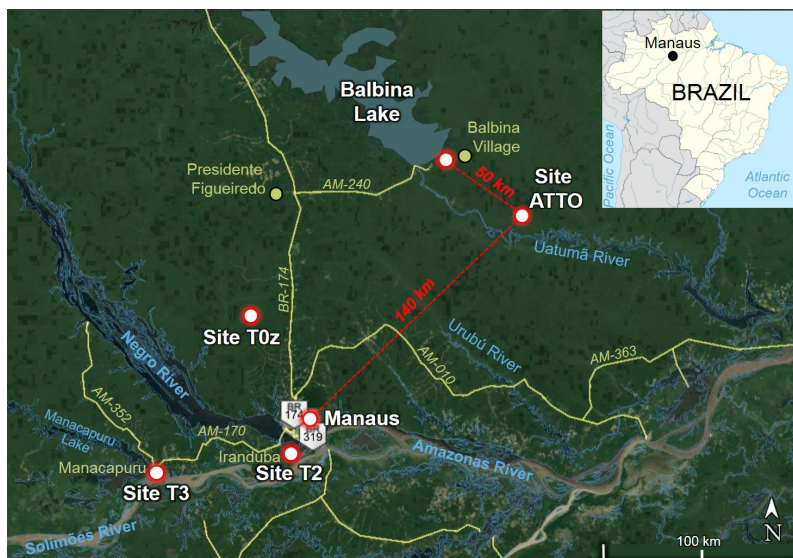 Manaus
BRAZIL
Pacific Ocean
Atlantic
Ocean
Balbina
Lake
Balbina
Village
Presidente
Figueiredo
AM-240
50 km
Site
ATTO
Uatumã River
BR-174
140 km
Site T0z
Negro River
Urubú River
AM-010
AM-363
AM-352
BR
174
Manaus
BR
319
AM-170
Manacapuru
Lake
Iranduba
Amazonas River
Manacapuru
Site T2
Site T3
Solimões River
100 km
N